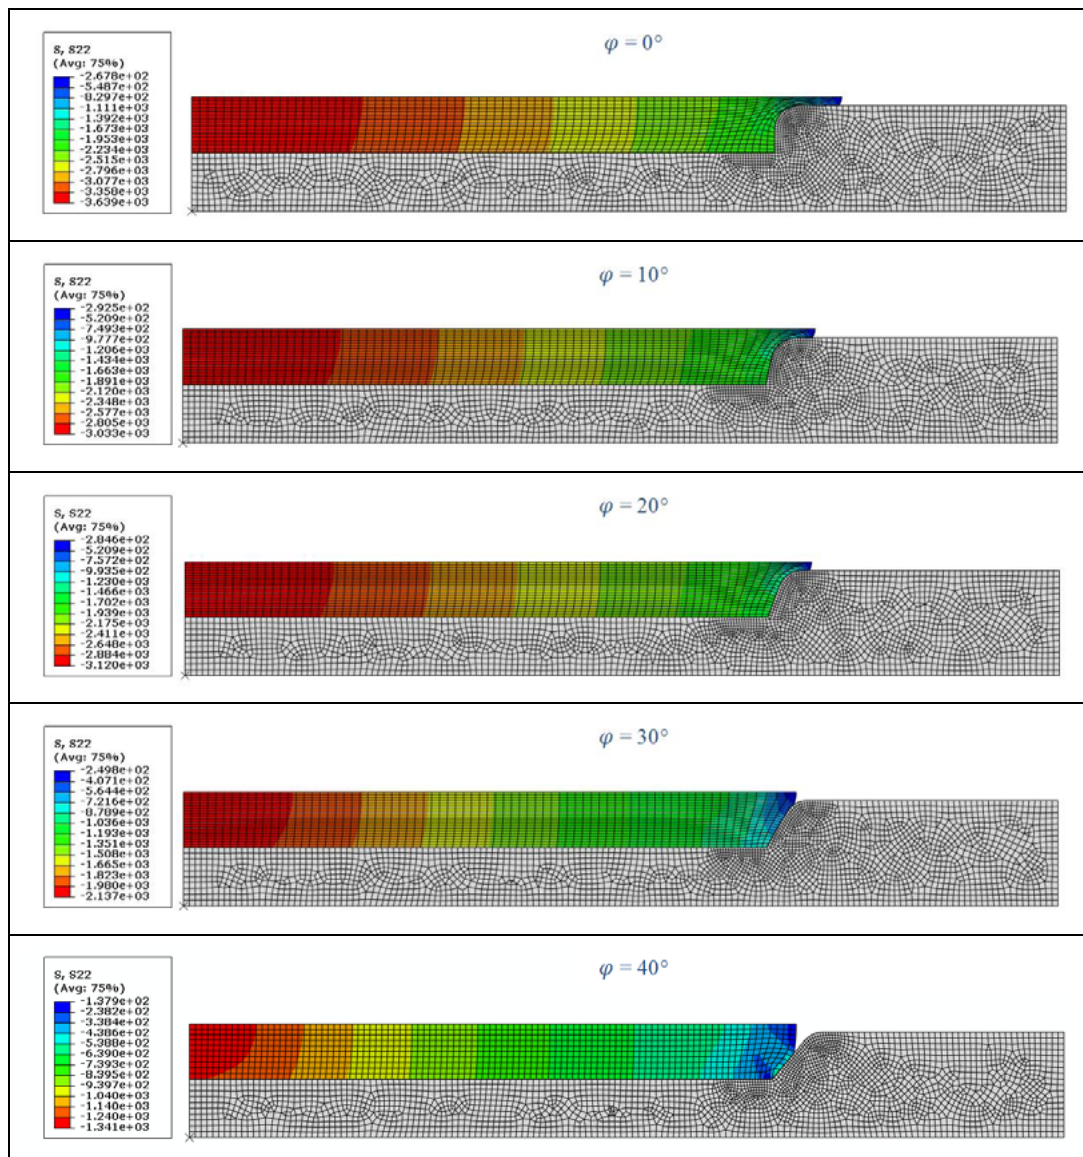 φ = 0°
S, S22
(Avg: 75%)
-2.678e+02
-5.487e+02
-8.297e+02
-1.111e+03
-1.392e+03
-1.673e+03
-1.953e+03
-2.234e+03
-2.515e+03
-2.796e+03
-3.077e+03
-3.358e+03
-3.639e+03
φ = 10°
S, S22
(Avg: 75%)
-2.925e+02
-5.209e+02
-7.493e+02
-9.777e+02
-1.206e+03
-1.434e+03
-1.663e+03
-1.891e+03
-2.120e+03
-2.348e+03
-2.577e+03
-2.805e+03
-3.033e+03
φ = 20°
S, S22
(Avg: 75%)
-2.846e+02
-5.209e+02
-7.572e+02
-9.935e+02
-1.230e+03
-1.466e+03
-1.702e+03
-1.939e+03
-2.175e+03
-2.411e+03
-2.648e+03
-2.884e+03
-3.120e+03
φ = 30°
S, S22
(Avg: 75%)
-2.498e+02
-4.071e+02
-5.644e+02
-7.216e+02
-8.789e+02
-1.036e+03
-1.193e+03
-1.351e+03
-1.508e+03
-1.665e+03
-1.823e+03
-1.980e+03
-2.137e+03
φ = 40°
S, S22
(Avg: 75%)
-1.379e+02
-2.382e+02
-3.384e+02
-4.386e+02
-5.388e+02
-6.390e+02
-7.393e+02
-8.395e+02
-9.397e+02
-1.040e+03
-1.140e+03
-1.240e+03
-1.341e+03